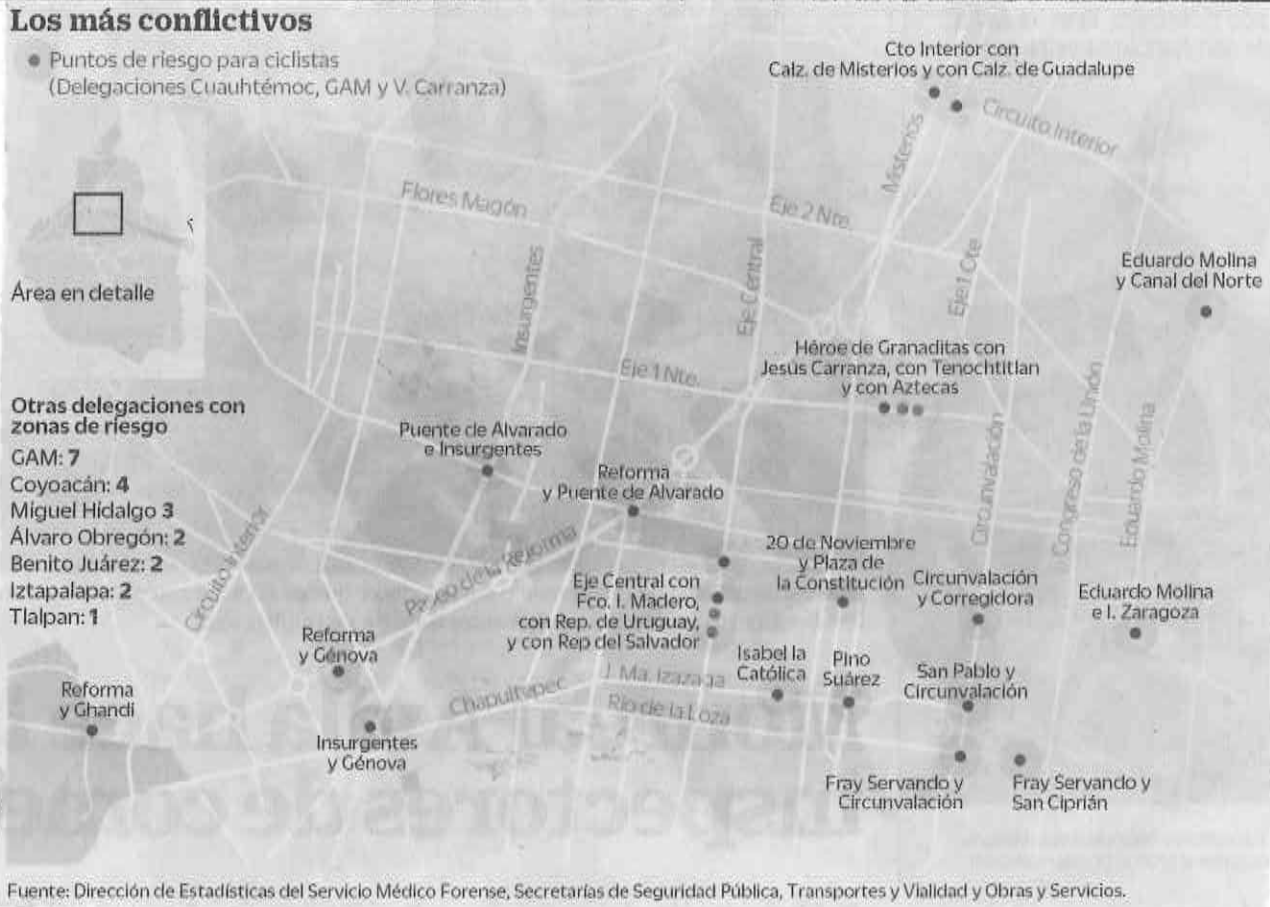 Los más conflictivos
Puntos de riesgo para ciclistas
(Delegaciones Cuauhtémoc, GAM y V. Carranza)
Área en detalle
Otras delegaciones con
zonas de riesgo
GAM: 7
Coyoacán: 4
Miguel Hidalgo 3
Álvaro Obregón: 2
Benito Juárez: 2
Iztapalapa: 2
Tlalpan: 1
Cto Interior con
Calz. de Misterios y con Calz. de Guadalupe
Circuito Interior
Misterios
Flores Magón
Eje 2 Nte.
Insurgentes
Eje Central
Eje 1 Ote
Eduardo Molina
y Canal del Norte
Héroe de Granaditas con
Jesús Carranza, con Tenochtitlan
y con Aztecas
Eje 1 Nte.
Puente de Alvarado
e Insurgentes
Reforma
y Puente de Alvarado
Circunvalación
Congreso de la Unión
Eduardo Molina
Circuito Interior
Paseo de la Reforma
20 de Noviembre
y Plaza de
la Constitución
Eje Central con
Fco. I. Madero,
con Rep. de Uruguay,
y con Rep del Salvador
Circunvalación
y Corregidora
Eduardo Molina
e I. Zaragoza
Reforma
y Génova
Isabel la
Católica
Pino
Suárez
San Pablo y
Circunvalación
Reforma
y Ghandi
Chapultepec
J. Ma. Izazaga
Río de la Loza
Insurgentes
y Génova
Fray Servando y
Circunvalación
Fray Servando y
San Ciprián
Fuente: Dirección de Estadísticas del Servicio Médico Forense, Secretarías de Seguridad Pública, Transportes y Vialidad y Obras y Servicios.